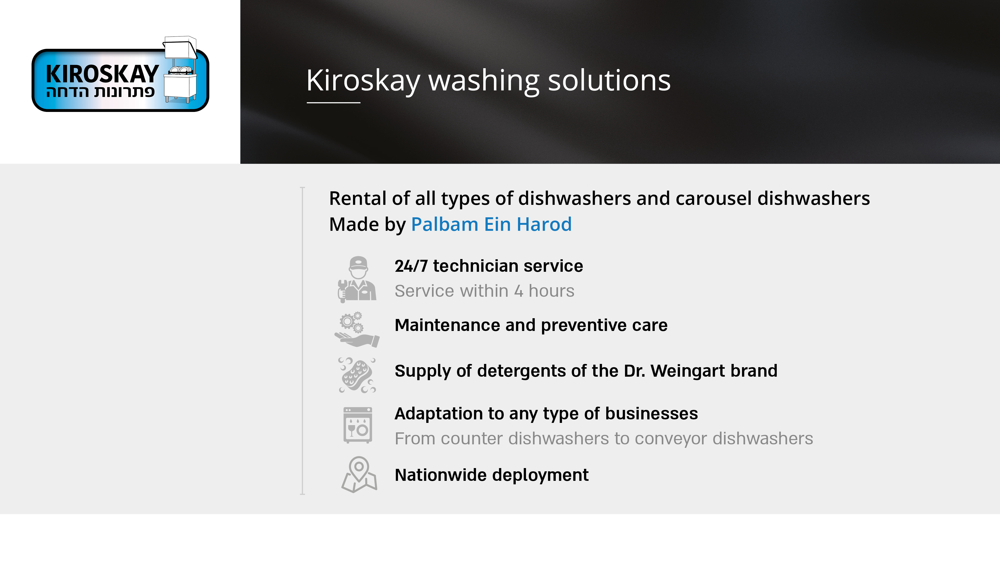 KIROSKAY
פתרונות הדחה
Kiroskay washing solutions
Rental of all types of dishwashers and carousel dishwashers
Made by Palbam Ein Harod
24/7 technician service
Service within 4 hours
Maintenance and preventive care
Supply of detergents of the Dr. Weingart brand
Adaptation to any type of businesses
From counter dishwashers to conveyor dishwashers
Nationwide deployment